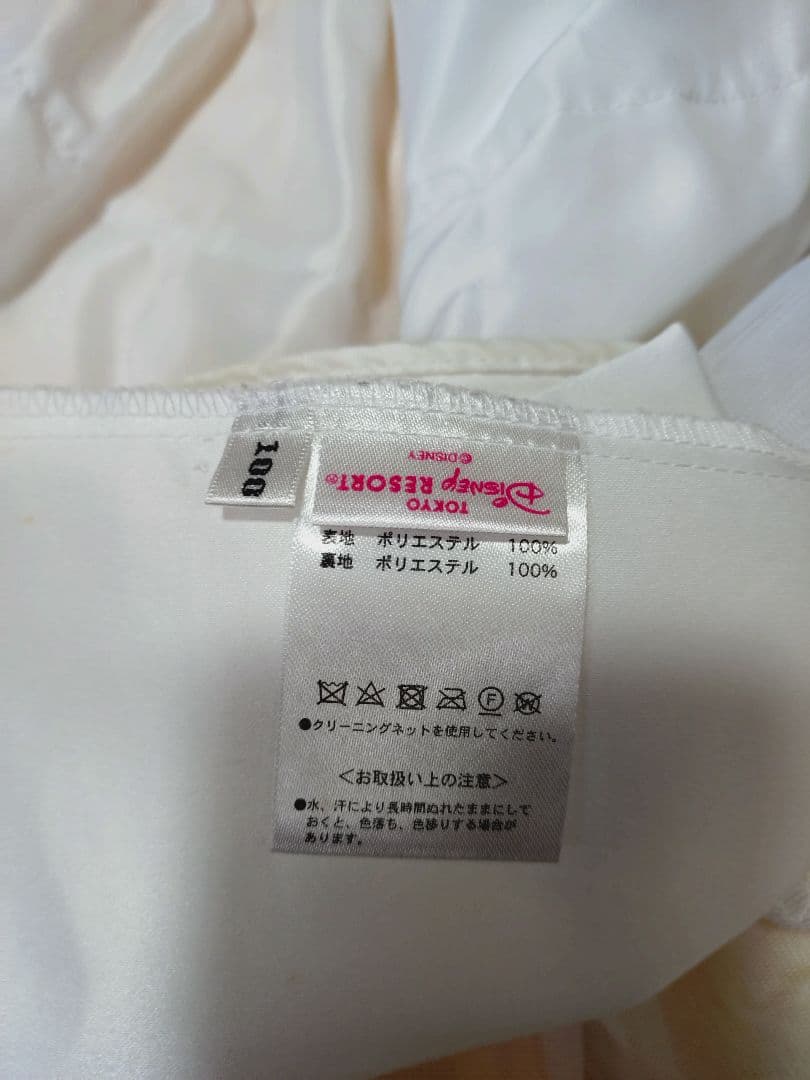 100
TOKYO
Disney RESORT®
©DISNEY
表地 ポリエステル 100%
裏地 ポリエステル 100%
F
W
●クリーニングネットを使用してください。
＜お取扱い上の注意＞
●水、汗により長時間ぬれたままにして
おくと、色落ち、色移りする場合が
あります。